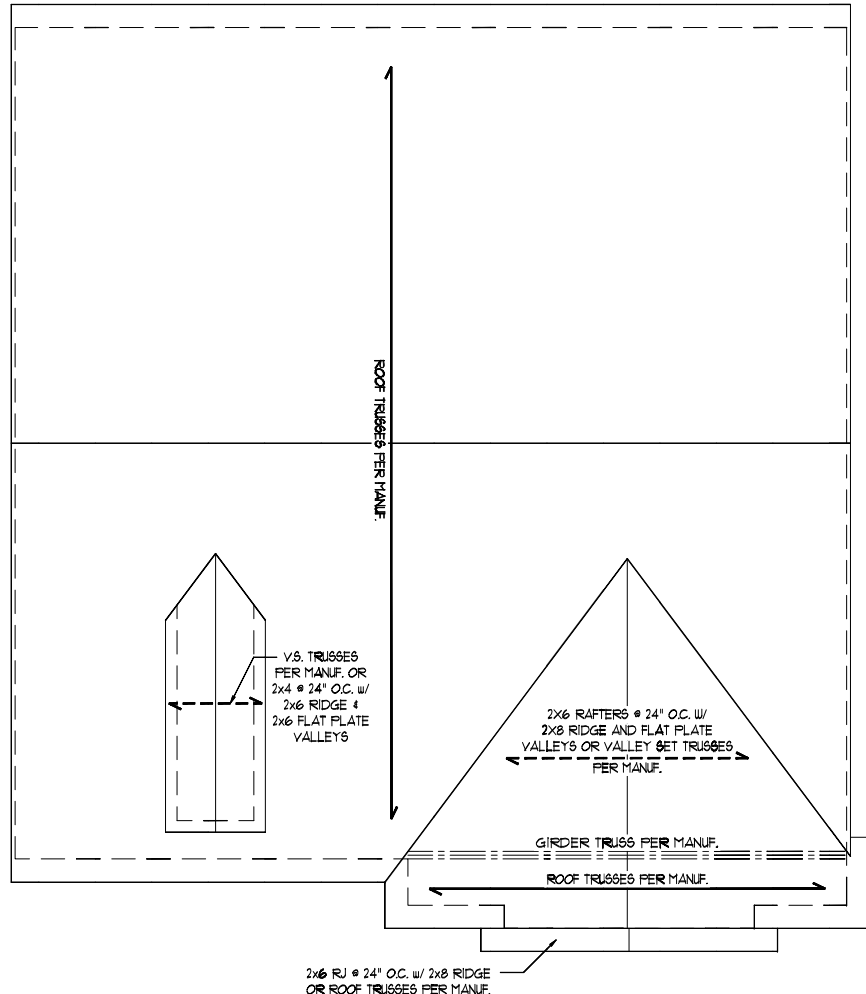 ROOF TRUSSES PER MANUF.
V.S. TRUSSES
PER MANUF. OR
2x4 @ 24" O.C. W/
2x6 RIDGE &
2x6 FLAT PLATE
VALLEYS
2X6 RAFTERS @ 24" O.C. W/
2X8 RIDGE AND FLAT PLATE
VALLEYS OR VALLEY SET TRUSSES
PER MANUF.
GIRDER TRUSS PER MANUF.
ROOF TRUSSES PER MANUF.
2x6 RJ @ 24" O.C. W/ 2x8 RIDGE
OR ROOF TRUSSES PER MANUF.